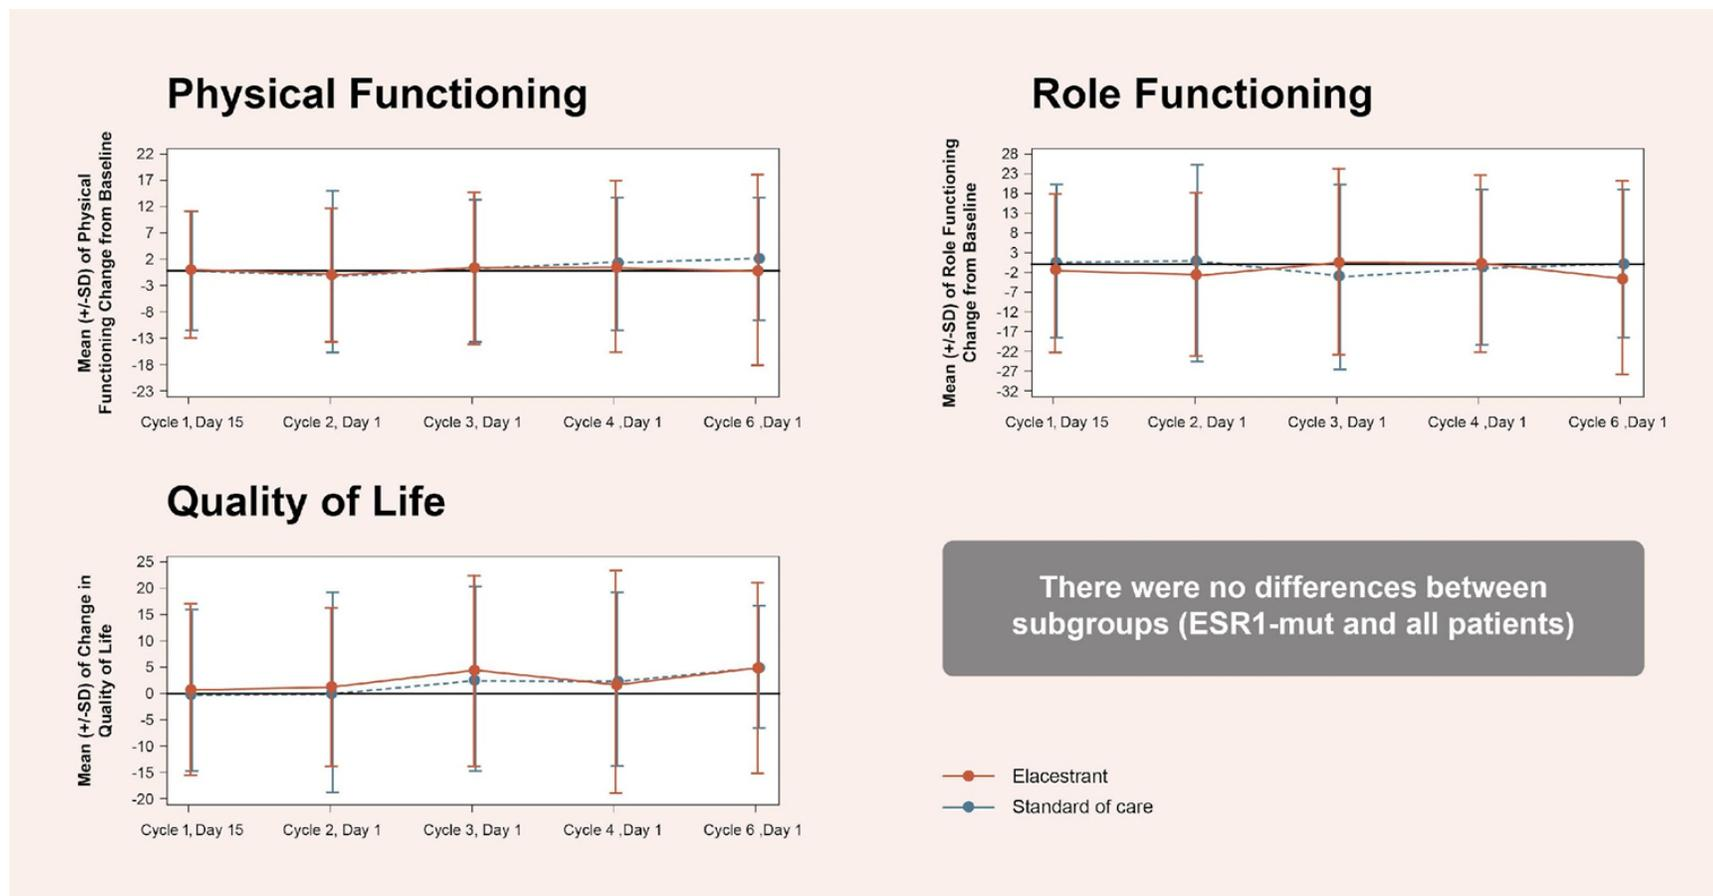 Physical Functioning
Mean (+/-SD) of Physical
Functioning Change from Baseline
22
17
12
7
2
-3
-8
-13
-18
-23
Cycle 1, Day 15
Cycle 2, Day 1
Cycle 3, Day 1
Cycle 4 ,Day 1
Cycle 6 ,Day 1
Role Functioning
Mean (+/-SD) of Role Functioning
Change from Baseline
28
23
18
13
8
3
-2
-7
-12
-17
-22
-27
-32
Cycle 1, Day 15
Cycle 2, Day 1
Cycle 3, Day 1
Cycle 4 ,Day 1
Cycle 6 ,Day 1
Quality of Life
Mean (+/-SD) of Change in
Quality of Life
25
20
15
10
5
0
-5
-10
-15
-20
Cycle 1, Day 15
Cycle 2, Day 1
Cycle 3, Day 1
Cycle 4 ,Day 1
Cycle 6 ,Day 1
There were no differences between
subgroups (ESR1-mut and all patients)
Elacestrant
Standard of care